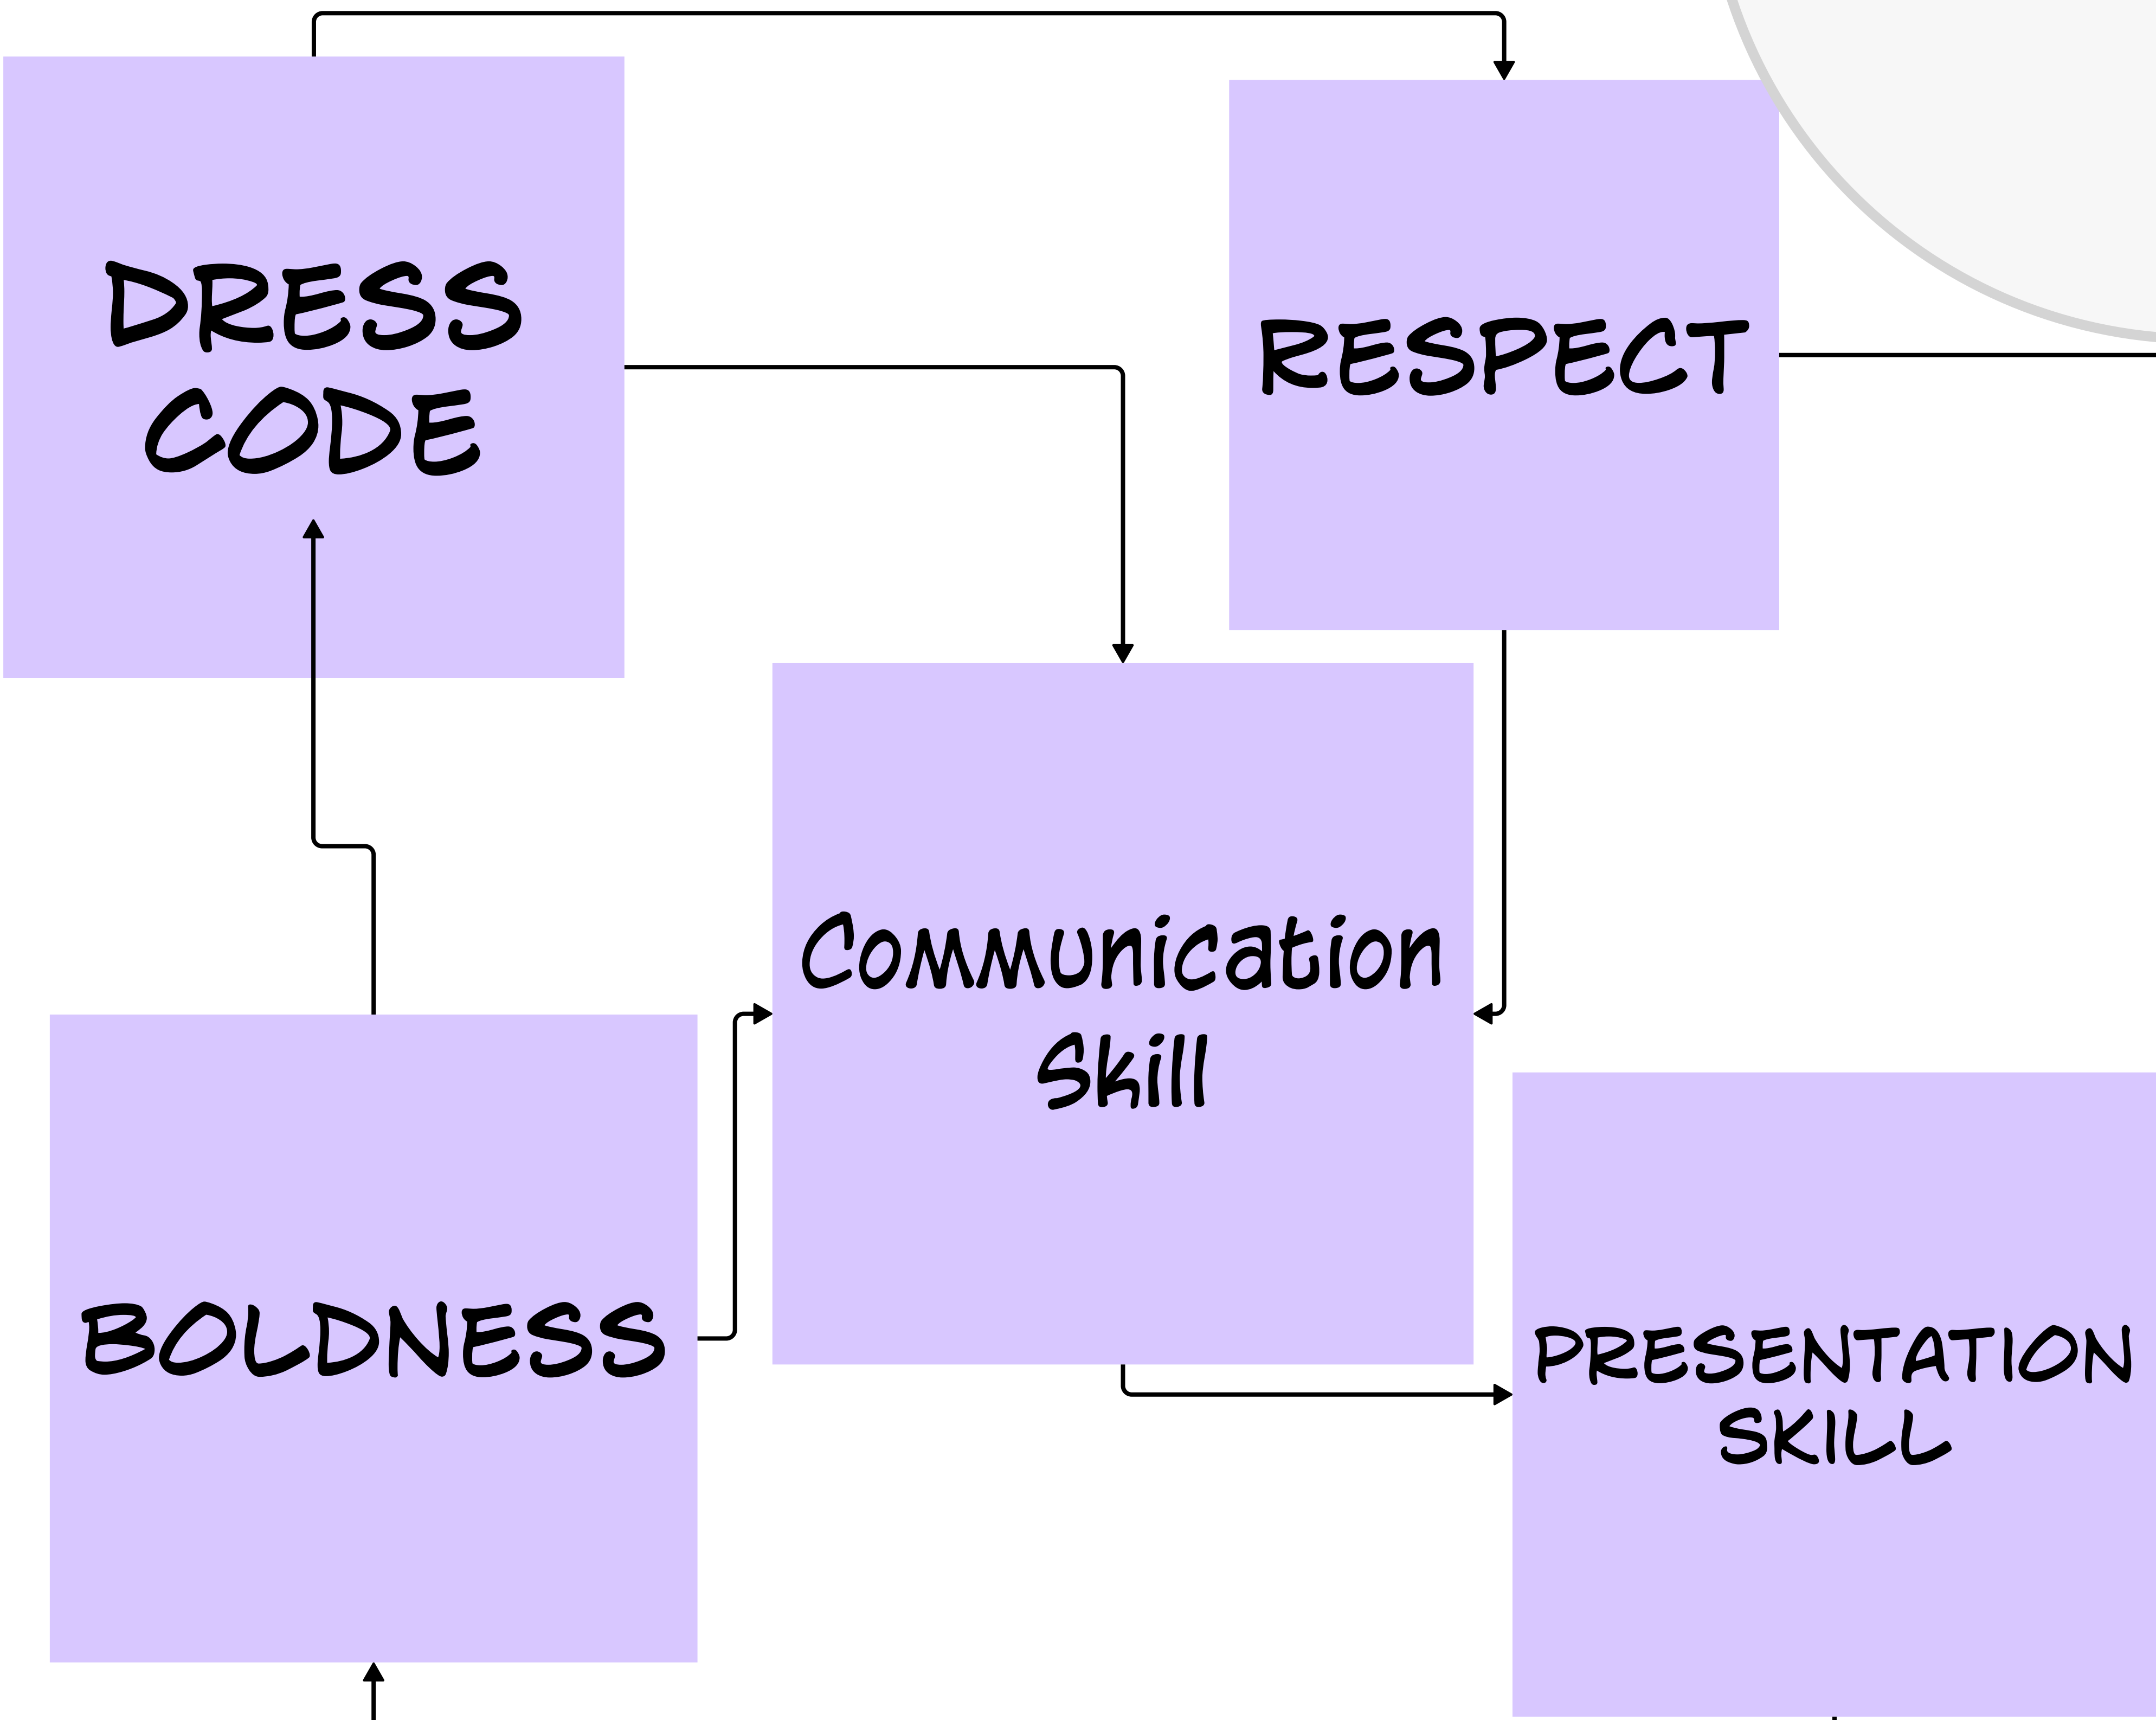 DRESS
CODE
RESPECT
Communication
Skill
BOLDNESS
PRESENTATION
SKILL